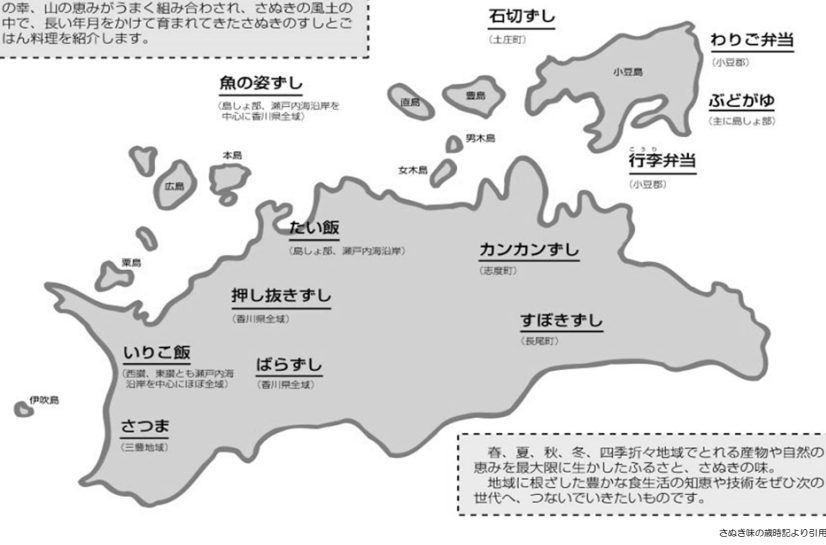 の幸、山の恵みがうまく組み合わされ、さぬきの風土の
中で、長い年月をかけて育まれてきたさぬきのすしとご
はん料理を紹介します。
石切ずし
（土庄町）
わりご弁当
（小豆郡）
小豆島
ぶどがゆ
（主に島しょ部）
魚の姿ずし
（島しょ部、瀬戸内海沿岸を
中心に香川県全域）
直島
豊島
男木島
女木島
こうり
行李弁当
（小豆郡）
本島
広島
粟島
たい飯
（島しょ部、瀬戸内海沿岸）
カンカンずし
（志度町）
押し抜きずし
（香川県全域）
すぼきずし
（長尾町）
いりこ飯
（西讃、東讃とも瀬戸内海
沿岸を中心にほぼ全域）
ばらずし
（香川県全域）
伊吹島
さつま
（三豊地域）
春、夏、秋、冬、四季折々地域でとれる産物や自然の
恵みを最大限に生かしたふるさと、さぬきの味。
地域に根ざした豊かな食生活の知恵や技術をぜひ次の
世代へ、つないでいきたいものです。
さぬき味の歳時記より引用